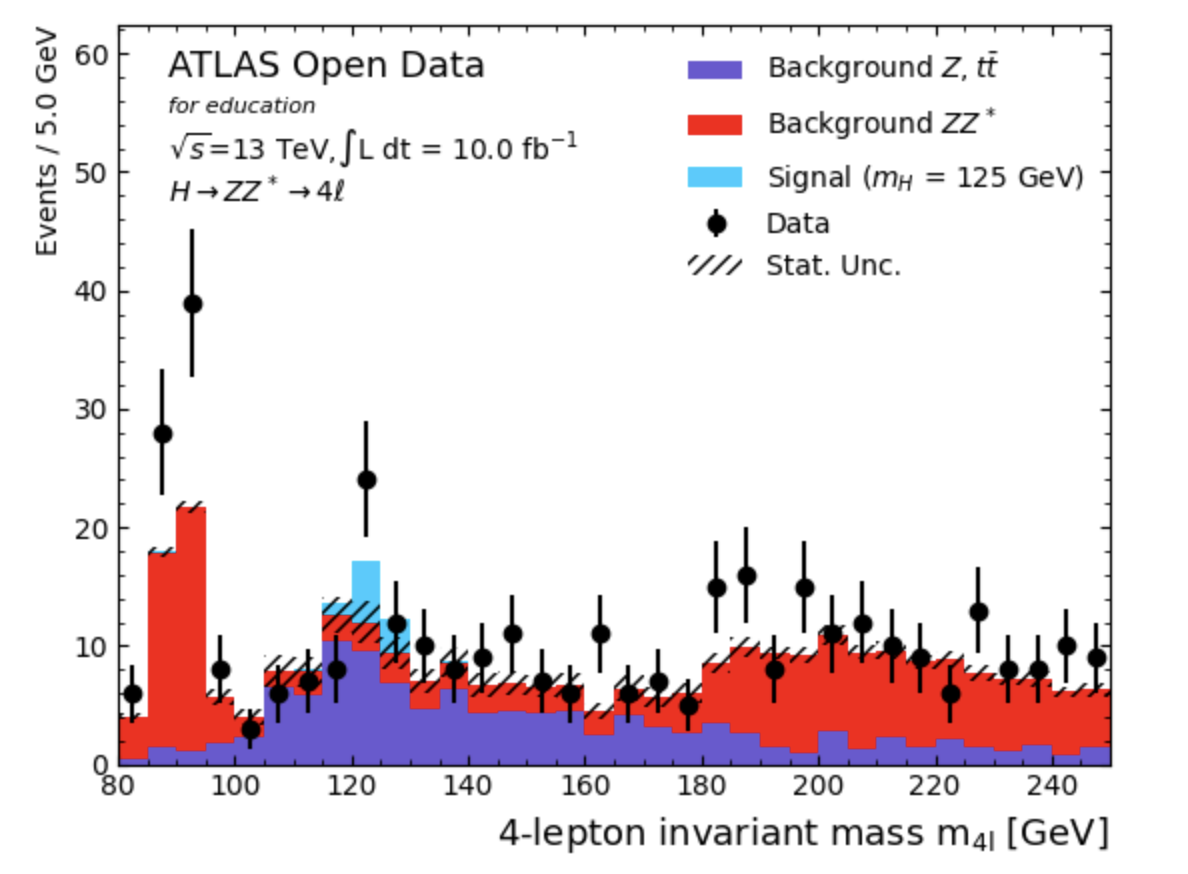 Events / 5.0 GeV
60
50
40
30
20
10
0
ATLAS Open Data
for education
√s=13 TeV,∫L dt = 10.0 fb⁻¹
H→ZZ*→4ℓ
Background Z, tt̄
Background ZZ*
Signal (m_H = 125 GeV)
Data
Stat. Unc.
80 100 120 140 160 180 200 220 240
4-lepton invariant mass m_4l [GeV]